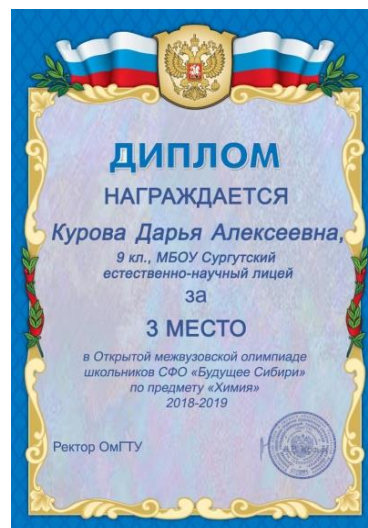 ДИПЛОМ
НАГРАЖДАЕТСЯ
Курова Дарья Алексеевна,
9 кл., МБОУ Сургутский
естественно-научный лицей
за
3 МЕСТО
в Открытой межвузовской олимпиаде
школьников СФО «Будущее Сибири»
по предмету «Химия»
2018-2019
Ректор ОмГТУ